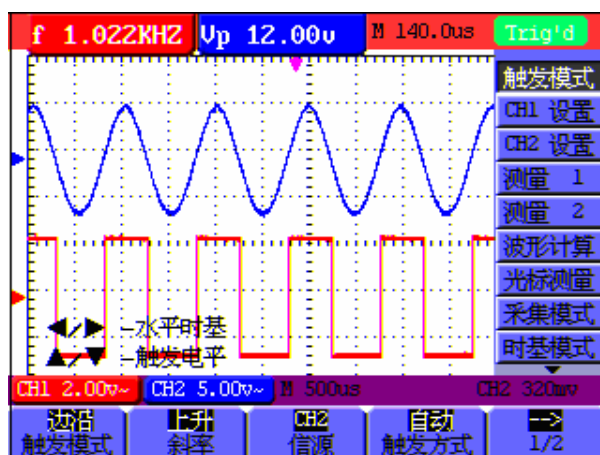 f 1.022KHZ Vp 12.00v M 140.0us Trig'd
触发模式
CH1 设置
CH2 设置
测量 1
测量 2
波形计算
光标测量
采集模式
时基模式
◀/▶ -水平时基
▲/▼ -触发电平
CH1 2.00v~ CH2 5.00v~ M 500us CH2 320mv
边沿 上升 CH2 自动 -->
触发模式 斜率 信源 触发方式 1/2